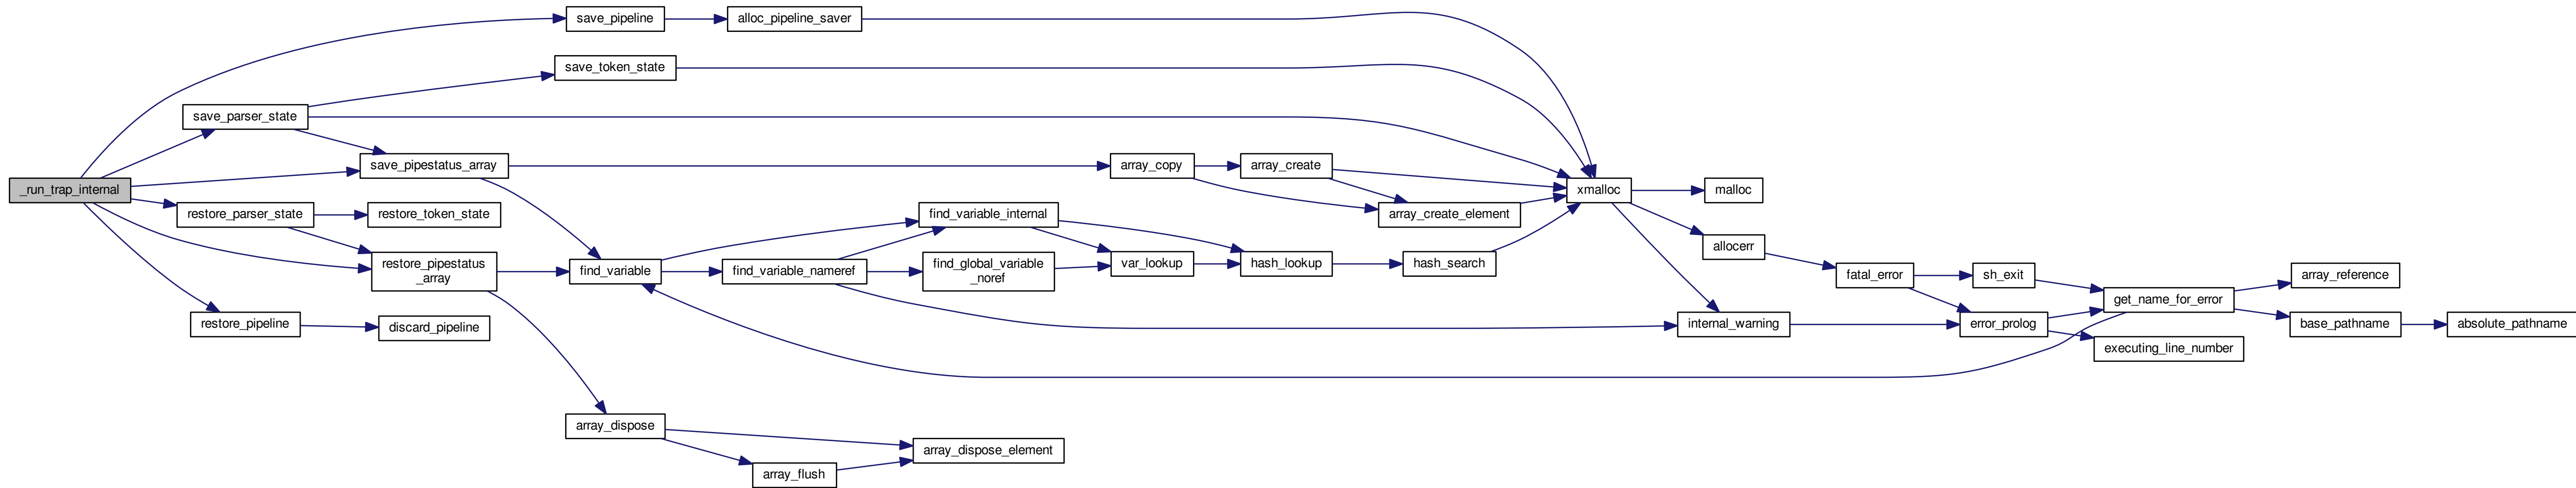 save_pipeline
alloc_pipeline_saver
save_token_state
save_parser_state
save_pipestatus_array
array_copy
array_create
_run_trap_internal
xmalloc
malloc
restore_parser_state
restore_token_state
find_variable_internal
array_create_element
allocerr
restore_pipestatus
_array
find_variable
find_variable_nameref
find_global_variable
_noref
var_lookup
hash_lookup
hash_search
fatal_error
sh_exit
array_reference
get_name_for_error
restore_pipeline
discard_pipeline
internal_warning
error_prolog
base_pathname
absolute_pathname
executing_line_number
array_dispose
array_dispose_element
array_flush